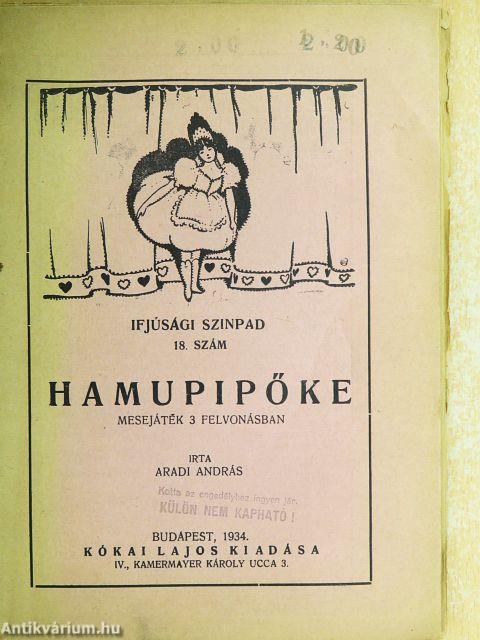 2.00 2.20
IFJÚSÁGI SZINPAD
18. SZÁM
HAMUPIPŐKE
MESEJÁTÉK 3 FELVONÁSBAN
IRTA
ARADI ANDRÁS
Kotta az engedélyhez ingyen jár.
KÜLÖN NEM KAPHATÓ!
BUDAPEST, 1934.
KÓKAI LAJOS KIADÁSA
IV., KAMERMAYER KÁROLY UCCA 3.
Antikvárium.hu